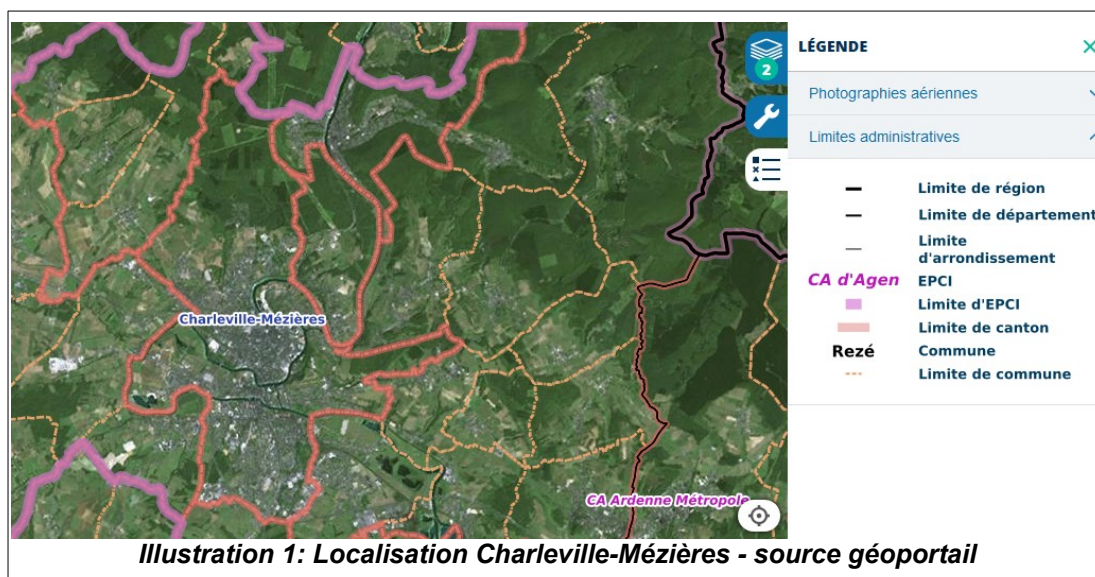 2
Charleville-Mézières
CA Ardenne Métropole
LÉGENDE
Photographies aériennes
Limites administratives
Limite de région
Limite de département
Limite
d'arrondissement
CA d'Agen EPCI
Limite d'EPCI
Limite de canton
Rezé Commune
Limite de commune
Illustration 1: Localisation Charleville-Mézières - source géoportail